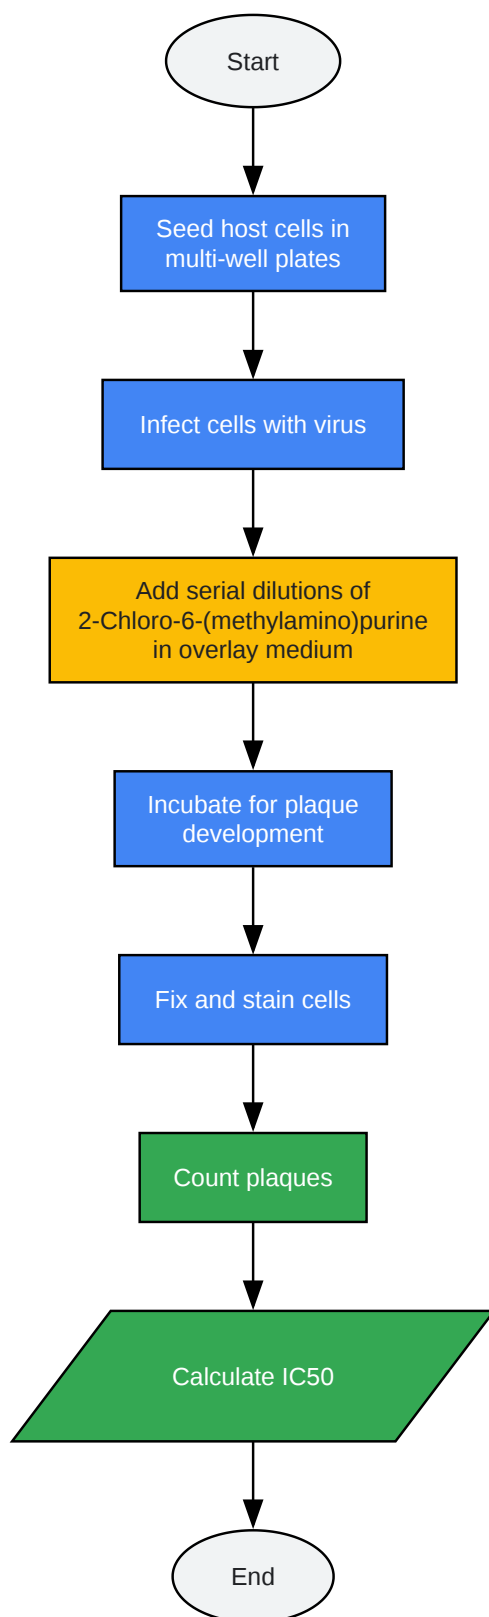 Start
Seed host cells in
multi-well plates
Infect cells with virus
Add serial dilutions of
2-Chloro-6-(methylamino)purine
in overlay medium
Incubate for plaque
development
Fix and stain cells
Count plaques
Calculate IC50
End